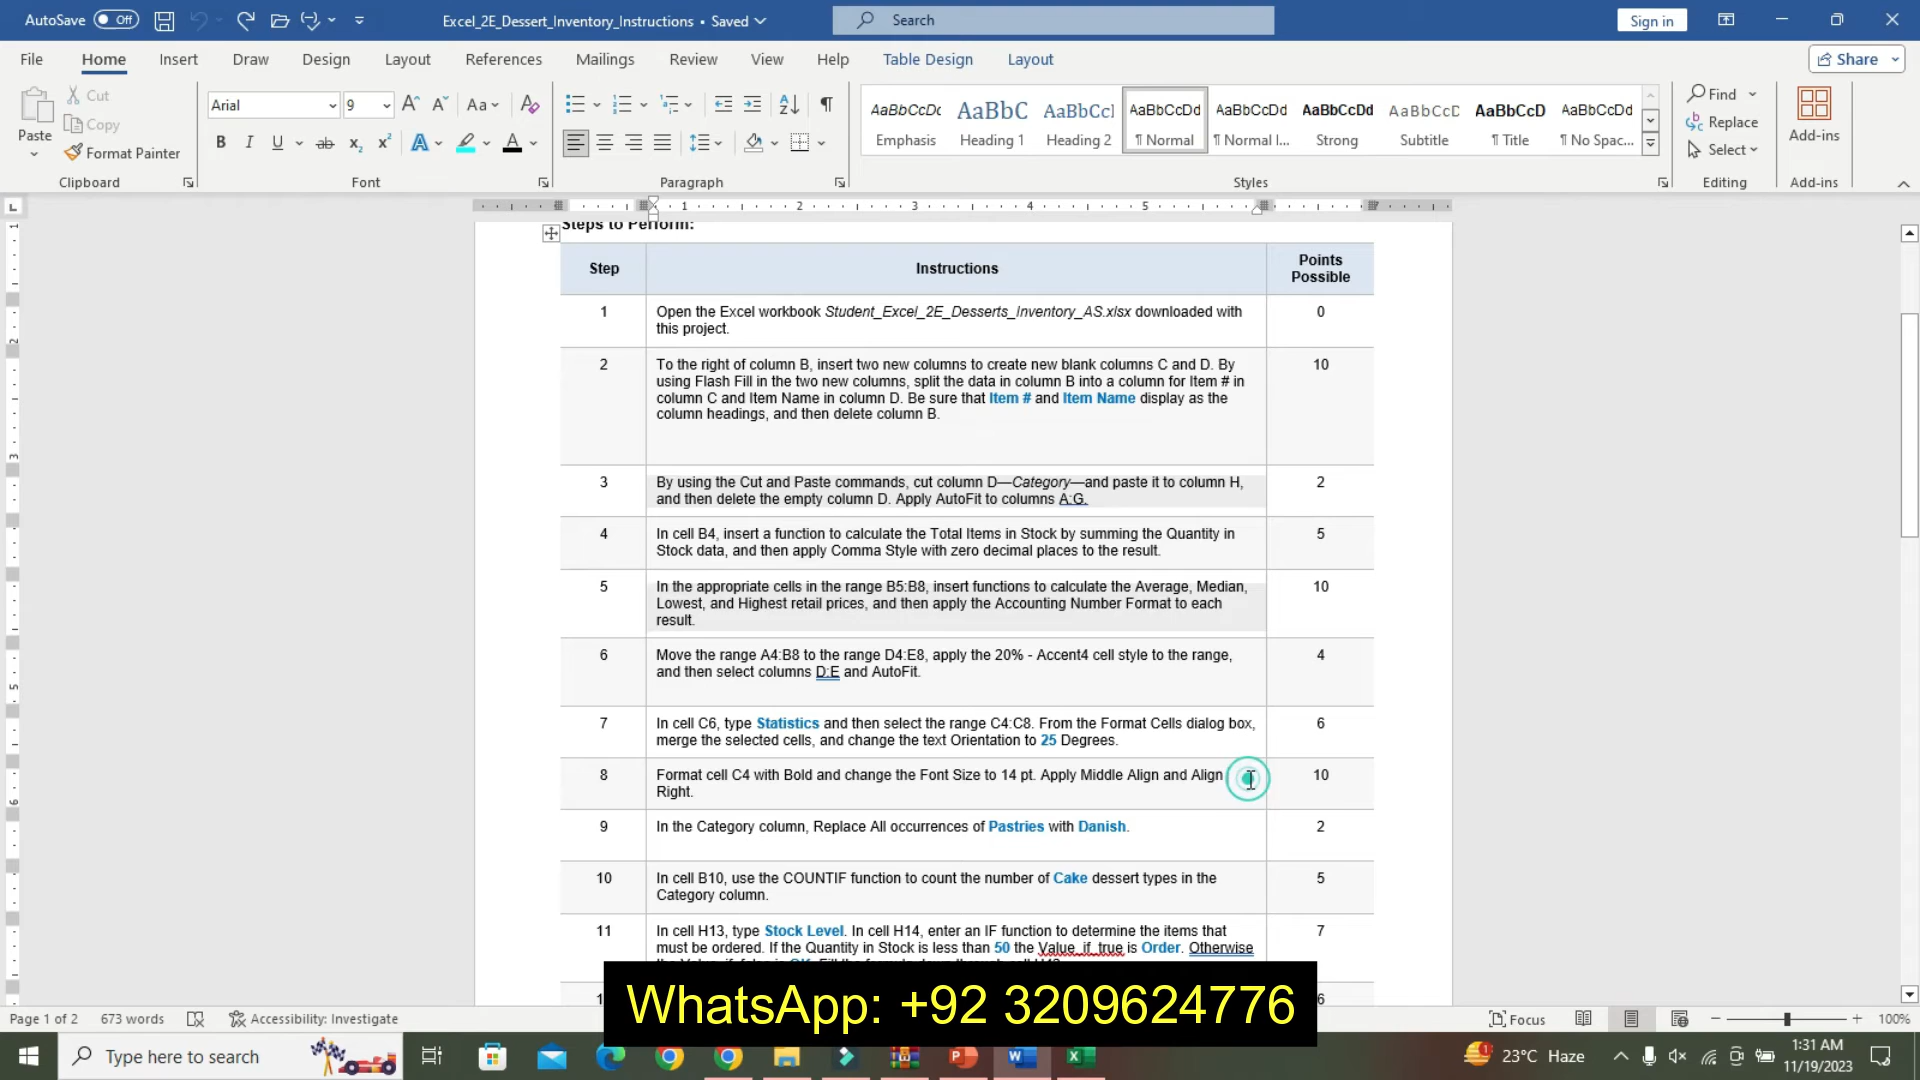 AutoSave Off Excel_2E_Dessert_Inventory_Instructions • Saved Search Sign in
File Home Insert Draw Design Layout References Mailings Review View Help Table Design Layout Share
Paste Cut Copy Format Painter Clipboard
Arial 9 Aa Font
B I U ab x₂ x² A A
Paragraph
AaBbCcDc AaBbC AaBbCcl AaBbCcDd AaBbCcDd AaBbCcDd AaBbCcD AaBbCcD AaBbCcDd
Emphasis Heading 1 Heading 2 ¶ Normal ¶ Normal I... Strong Subtitle ¶ Title ¶ No Spac...
Styles
Find Replace Select Editing
Add-ins Add-ins
1 2 3 4 5
Steps to Perform:
Step Instructions Points Possible
1 Open the Excel workbook Student_Excel_2E_Desserts_Inventory_AS.xlsx downloaded with 0
this project.
2 To the right of column B, insert two new columns to create new blank columns C and D. By 10
using Flash Fill in the two new columns, split the data in column B into a column for Item # in
column C and Item Name in column D. Be sure that Item # and Item Name display as the
column headings, and then delete column B.
3 By using the Cut and Paste commands, cut column D—Category—and paste it to column H, 2
and then delete the empty column D. Apply AutoFit to columns A:G.
4 In cell B4, insert a function to calculate the Total Items in Stock by summing the Quantity in 5
Stock data, and then apply Comma Style with zero decimal places to the result.
5 In the appropriate cells in the range B5:B8, insert functions to calculate the Average, Median, 10
Lowest, and Highest retail prices, and then apply the Accounting Number Format to each
result.
6 Move the range A4:B8 to the range D4:E8, apply the 20% - Accent4 cell style to the range, 4
and then select columns D:E and AutoFit.
7 In cell C6, type Statistics and then select the range C4:C8. From the Format Cells dialog box, 6
merge the selected cells, and change the text Orientation to 25 Degrees.
8 Format cell C4 with Bold and change the Font Size to 14 pt. Apply Middle Align and Align 10
Right.
9 In the Category column, Replace All occurrences of Pastries with Danish. 2
10 In cell B10, use the COUNTIF function to count the number of Cake dessert types in the 5
Category column.
11 In cell H13, type Stock Level. In cell H14, enter an IF function to determine the items that 7
must be ordered. If the Quantity in Stock is less than 50 the Value_if_true is Order. Otherwise
WhatsApp: +92 3209624776
Page 1 of 2 673 words Accessibility: Investigate Focus 100%
Type here to search 23°C Haze 1:31 AM
11/19/2023